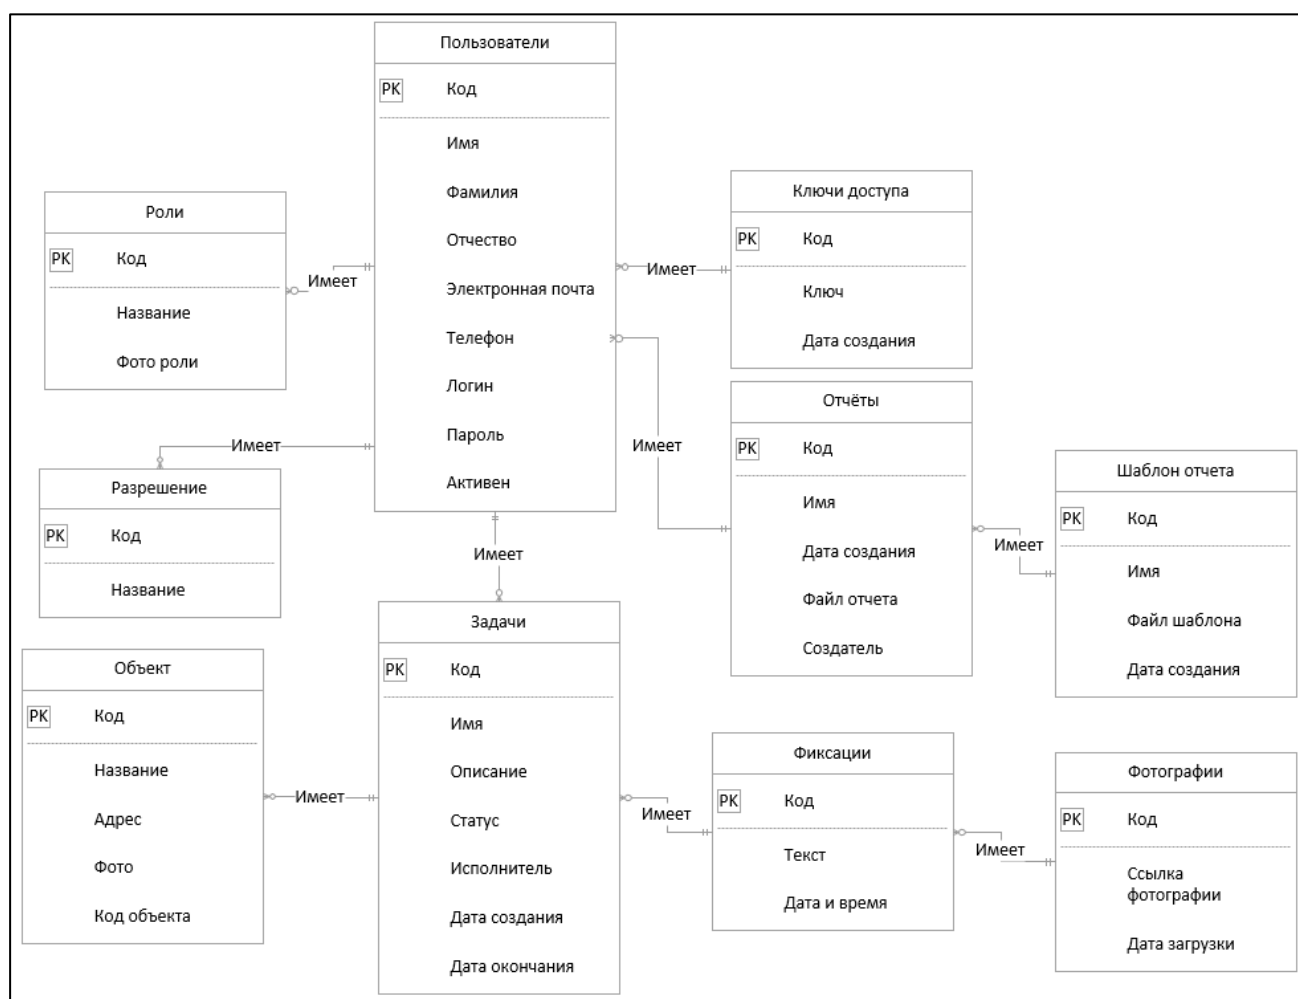 Пользователи
PK
Код
Имя
Фамилия
Отчество
Электронная почта
Телефон
Логин
Пароль
Активен
Роли
PK
Код
Название
Фото роли
Имеет
Ключи доступа
PK
Код
Ключ
Дата создания
Имеет
Отчёты
PK
Код
Имя
Дата создания
Файл отчета
Создатель
Имеет
Шаблон отчета
PK
Код
Имя
Файл шаблона
Дата создания
Имеет
Имеет
Разрешение
PK
Код
Название
Имеет
Задачи
PK
Код
Имя
Описание
Статус
Исполнитель
Дата создания
Дата окончания
Объект
PK
Код
Название
Адрес
Фото
Код объекта
Имеет
Фиксации
PK
Код
Текст
Дата и время
Имеет
Фотографии
PK
Код
Ссылка
фотографии
Дата загрузки
Имеет